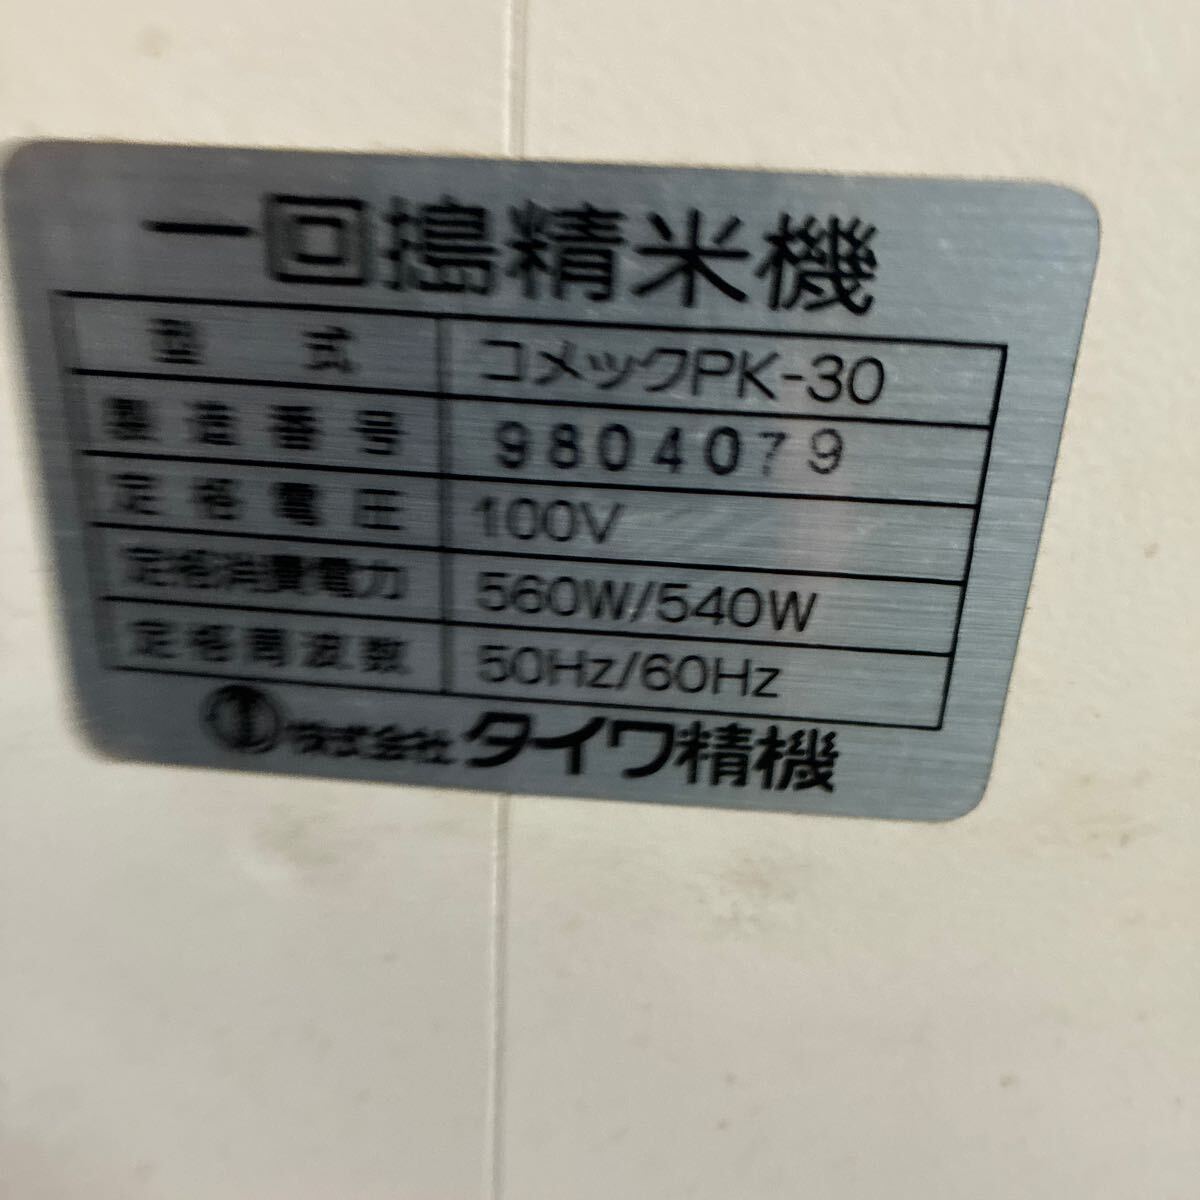 一回搗精米機
型式 コメックPK-30
製造番号 9804079
定格電圧 100V
定格消費電力 560W/540W
定格周波数 50Hz/60Hz
株式会社タイワ精機